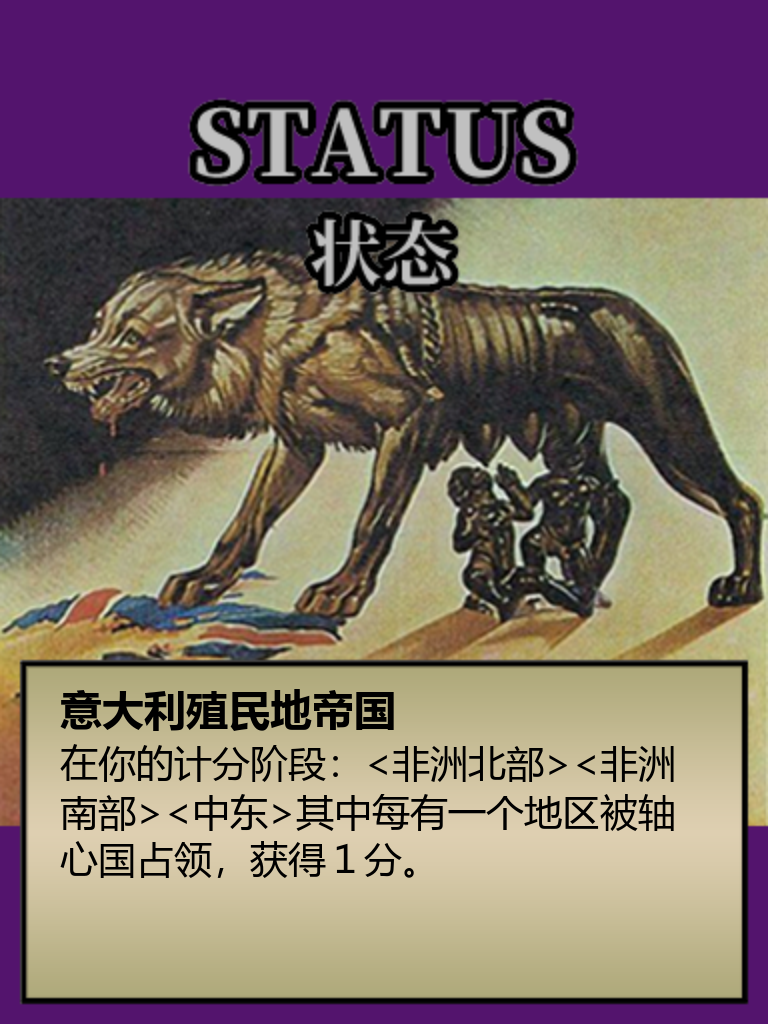 STATUS
状态
意大利殖民地帝国
在你的计分阶段：<非洲北部><非洲
南部><中东>其中每有一个地区被轴
心国占领，获得１分。